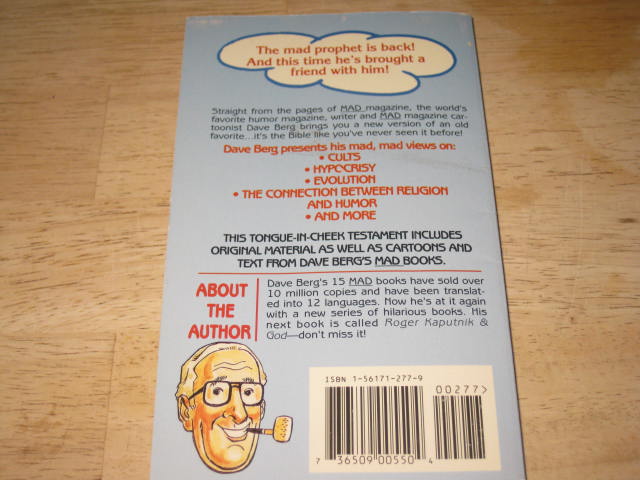 The mad prophet is back!
And this time he's brought a
friend with him!
Straight from the pages of MAD magazine, the world's
favorite humor magazine, writer and MAD magazine car-
toonist Dave Berg brings you a new version of an old
favorite...it's the Bible like you've never seen it before!
Dave Berg presents his mad, mad views on:
• CULTS
• HYPOCRISY
• EVOLUTION
• THE CONNECTION BETWEEN RELIGION
AND HUMOR
• AND MORE
THIS TONGUE-IN-CHEEK TESTAMENT INCLUDES
ORIGINAL MATERIAL AS WELL AS CARTOONS AND
TEXT FROM DAVE BERG'S MAD BOOKS.
ABOUT
THE
AUTHOR
Dave Berg's 15 MAD books have sold over
10 million copies and have been translat-
ed into 12 languages. Now he's at it again
with a new series of hilarious books. His
next book is called Roger Kaputnik &
God—don't miss it!
ISBN 1-56171-277-9
00277>
7 36509 00550 4